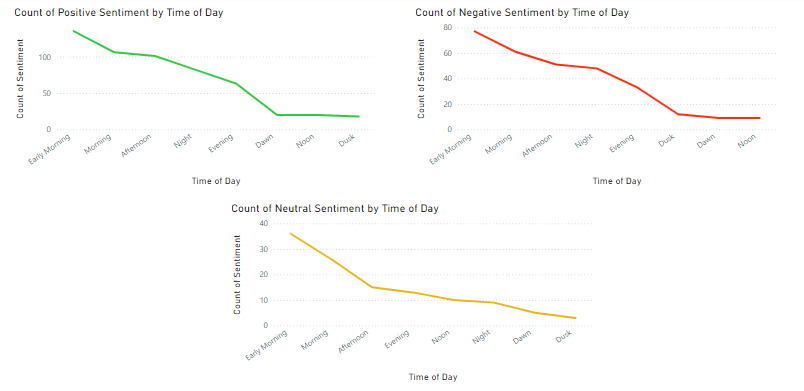 Count of Positive Sentiment by Time of Day
Count of Sentiment
100
50
0
Early Morning
Morning
Afternoon
Night
Evening
Dawn
Noon
Dusk
Time of Day
Count of Negative Sentiment by Time of Day
Count of Sentiment
80
60
40
20
0
Early Morning
Morning
Afternoon
Night
Evening
Dusk
Dawn
Noon
Time of Day
Count of Neutral Sentiment by Time of Day
Count of Sentiment
40
30
20
10
0
Early Morning
Morning
Afternoon
Evening
Noon
Night
Dawn
Dusk
Time of Day